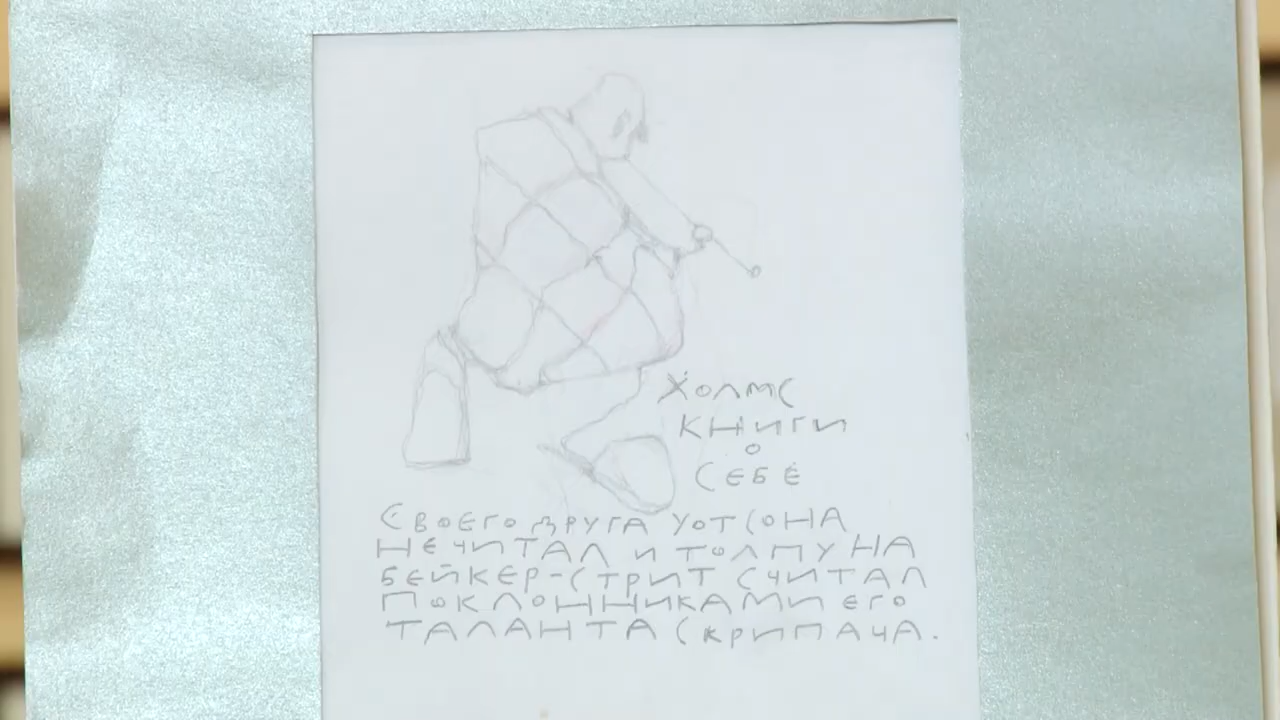 ХОЛМС
КНИГИ
О
СЕБЕ
СВОЕГО ДРУГА УОТСОНА
НЕ ЧИТАЛ И ТОЛПУ НА
БЕЙКЕР-СТРИТ СЧИТАЛ
ПОКЛОННИКАМИ ЕГО
ТАЛАНТА СКРИПАЧА.